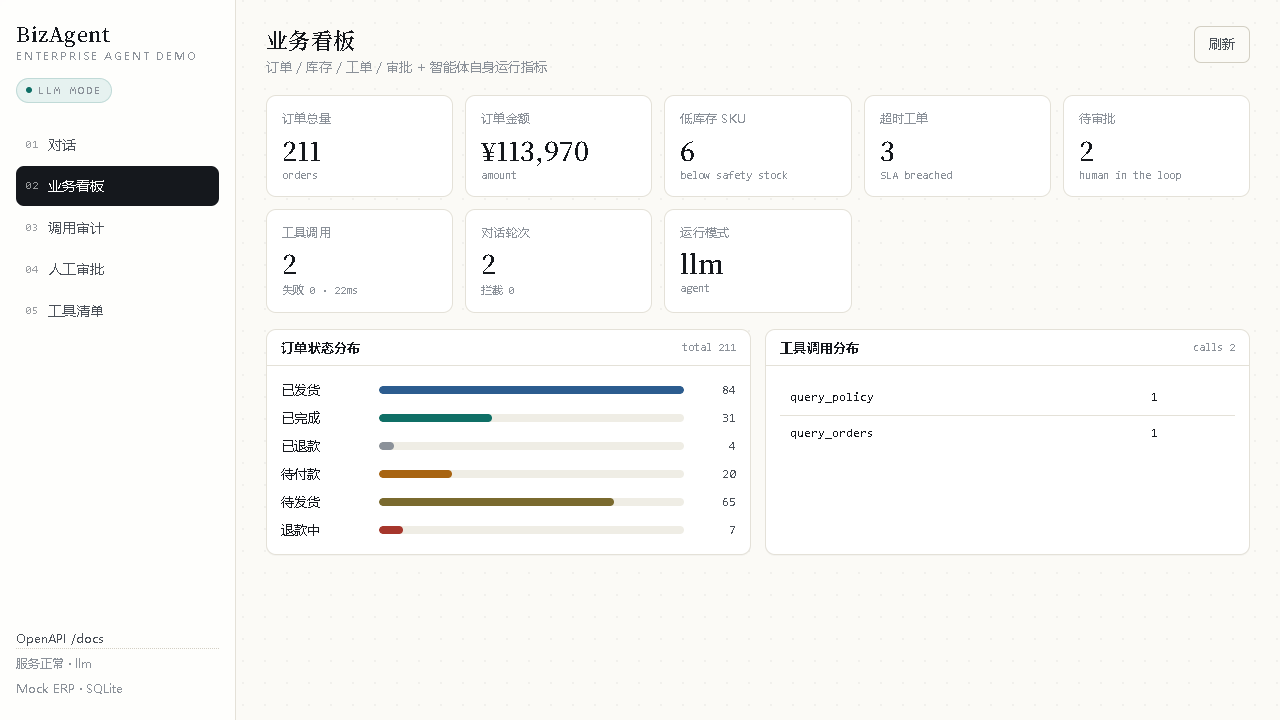 BizAgent
ENTERPRISE AGENT DEMO
LLM MODE
01 对话
02 业务看板
03 调用审计
04 人工审批
05 工具清单
OpenAPI /docs
服务正常 · llm
Mock ERP · SQLite
业务看板
订单 / 库存 / 工单 / 审批 + 智能体自身运行指标
刷新
订单总量
211
orders
订单金额
¥113,970
amount
低库存 SKU
6
below safety stock
超时工单
3
SLA breached
待审批
2
human in the loop
工具调用
2
失败 0 · 22ms
对话轮次
2
拦截 0
运行模式
llm
agent
订单状态分布 total 211
已发货 84
已完成 31
已退款 4
待付款 20
待发货 65
退款中 7
工具调用分布 calls 2
query_policy 1
query_orders 1